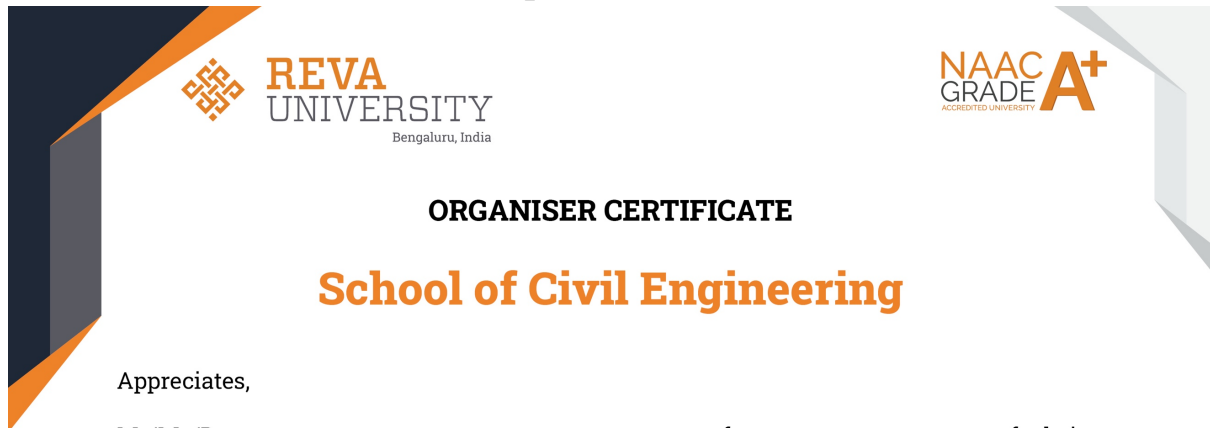 REVA
UNIVERSITY
Bengaluru, India
NAAC
GRADE A+
ACCREDITED UNIVERSITY
ORGANISER CERTIFICATE
School of Civil Engineering
Appreciates,